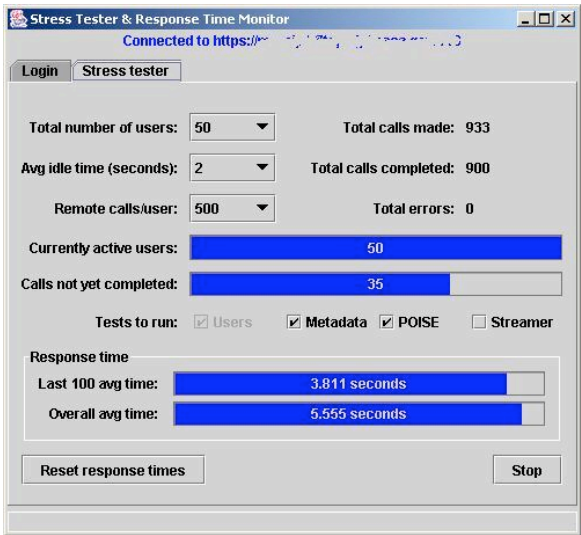 Stress Tester & Response Time Monitor
Connected to https://
Login Stress tester
Total number of users: 50 Total calls made: 933
Avg idle time (seconds): 2 Total calls completed: 900
Remote calls/user: 500 Total errors: 0
Currently active users: 50
Calls not yet completed: 35
Tests to run: Users Metadata POISE Streamer
Response time
Last 100 avg time: 3.811 seconds
Overall avg time: 5.555 seconds
Reset response times Stop